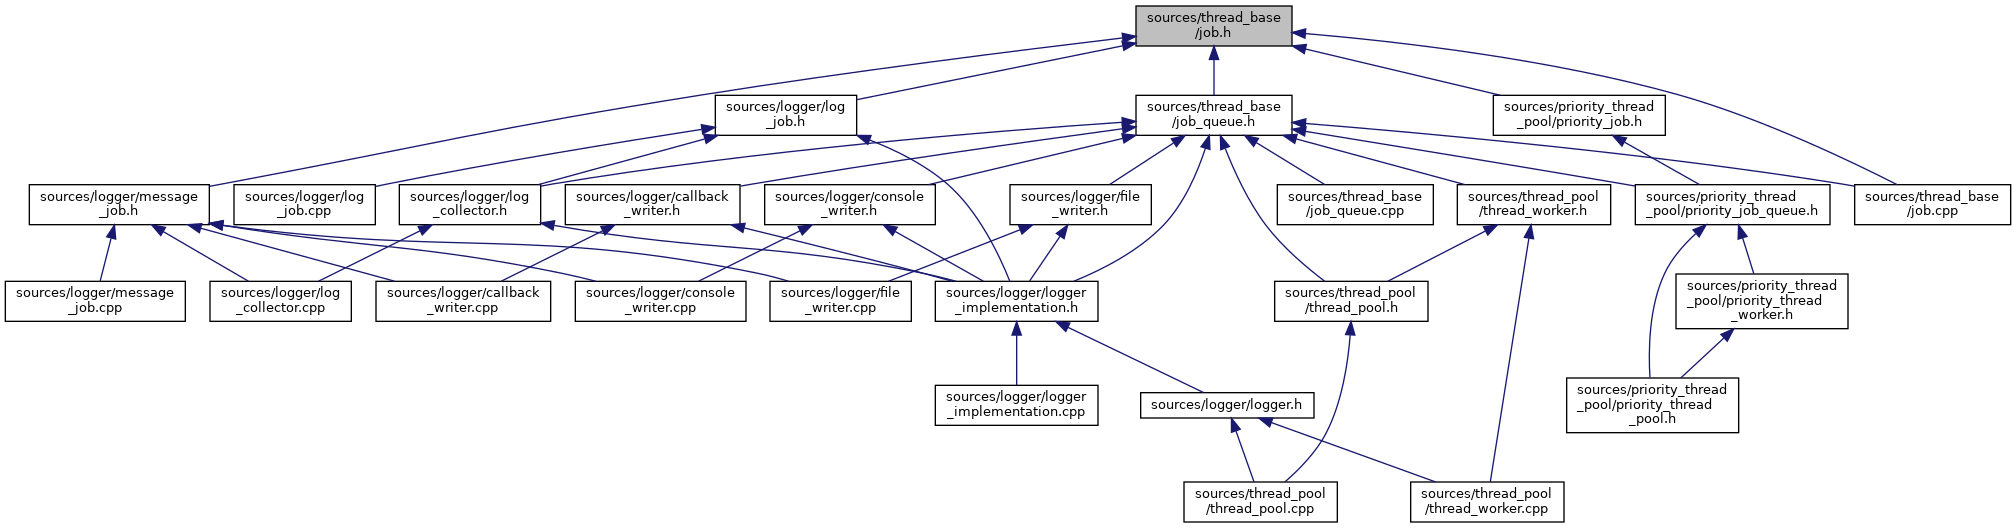 sources/thread_base
/job.h
sources/logger/log
_job.h
sources/thread_base
/job_queue.h
sources/priority_thread
_pool/priority_job.h
sources/logger/message
_job.h
sources/logger/log
_job.cpp
sources/logger/log
_collector.h
sources/logger/callback
_writer.h
sources/logger/console
_writer.h
sources/logger/file
_writer.h
sources/thread_base
/job_queue.cpp
sources/thread_pool
/thread_worker.h
sources/priority_thread
_pool/priority_job_queue.h
sources/thread_base
/job.cpp
sources/logger/message
_job.cpp
sources/logger/log
_collector.cpp
sources/logger/callback
_writer.cpp
sources/logger/console
_writer.cpp
sources/logger/file
_writer.cpp
sources/logger/logger
_implementation.h
sources/thread_pool
/thread_pool.h
sources/priority_thread
_pool/priority_thread
_worker.h
sources/logger/logger
_implementation.cpp
sources/logger/logger.h
sources/priority_thread
_pool/priority_thread
_pool.h
sources/thread_pool
/thread_pool.cpp
sources/thread_pool
/thread_worker.cpp